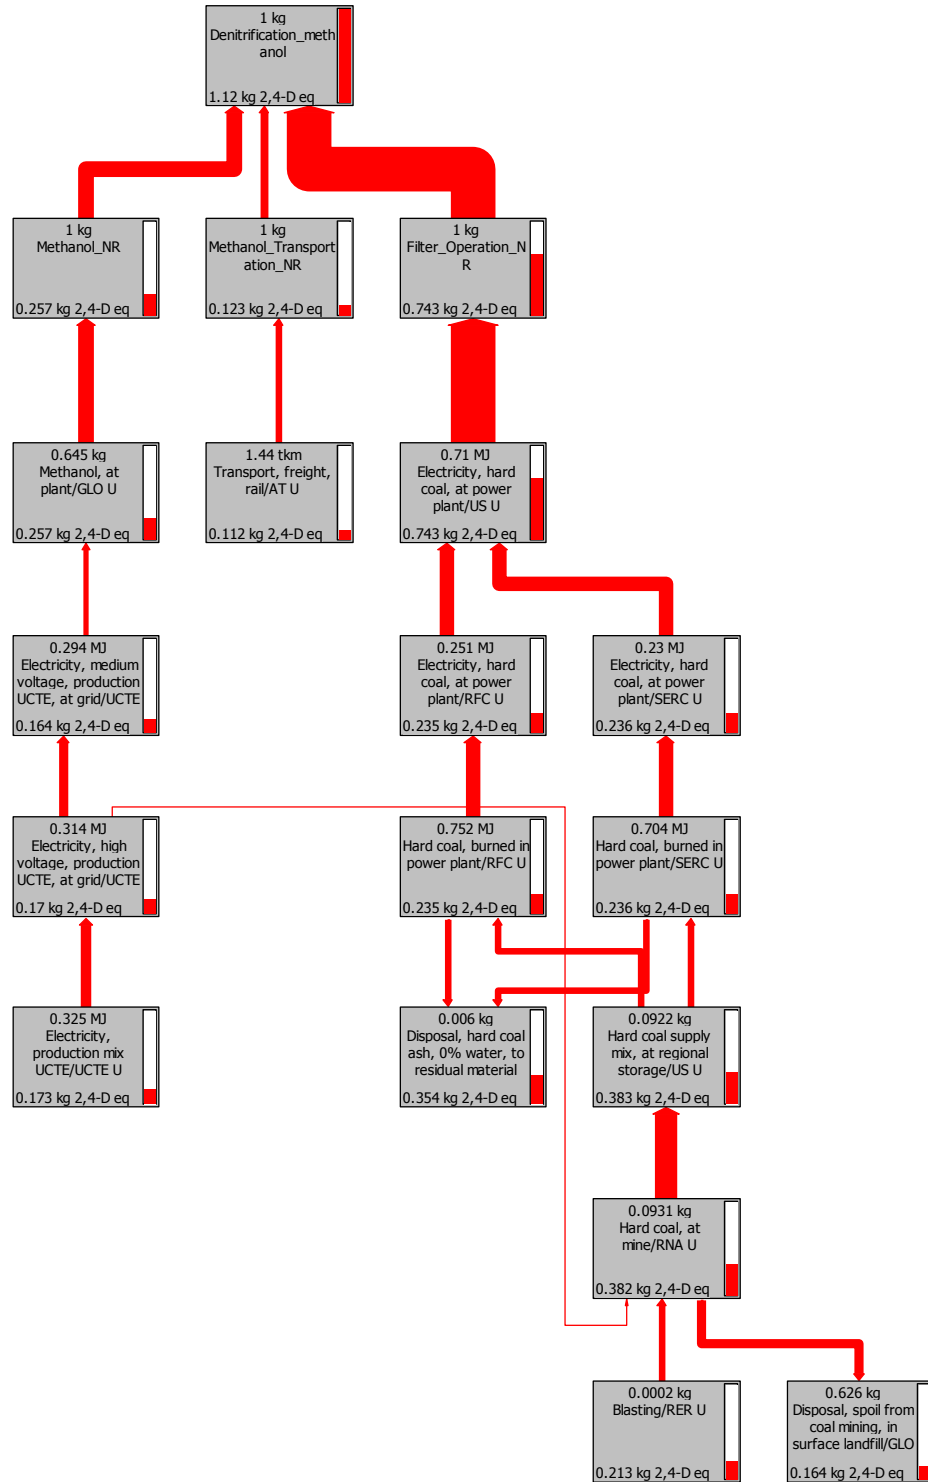 1 kg
Denitrification_meth
anol
1.12 kg 2,4-D eq
1 kg
Methanol_NR
0.257 kg 2,4-D eq
1 kg
Methanol_Transport
ation_NR
0.123 kg 2,4-D eq
1 kg
Filter_Operation_N
R
0.743 kg 2,4-D eq
0.645 kg
Methanol, at
plant/GLO U
0.257 kg 2,4-D eq
1.44 tkm
Transport, freight,
rail/AT U
0.112 kg 2,4-D eq
0.71 MJ
Electricity, hard
coal, at power
plant/US U
0.743 kg 2,4-D eq
0.294 MJ
Electricity, medium
voltage, production
UCTE, at grid/UCTE
0.164 kg 2,4-D eq
0.251 MJ
Electricity, hard
coal, at power
plant/RFC U
0.235 kg 2,4-D eq
0.23 MJ
Electricity, hard
coal, at power
plant/SERC U
0.236 kg 2,4-D eq
0.314 MJ
Electricity, high
voltage, production
UCTE, at grid/UCTE
0.17 kg 2,4-D eq
0.752 MJ
Hard coal, burned in
power plant/RFC U
0.235 kg 2,4-D eq
0.704 MJ
Hard coal, burned in
power plant/SERC U
0.236 kg 2,4-D eq
0.325 MJ
Electricity,
production mix
UCTE/UCTE U
0.173 kg 2,4-D eq
0.006 kg
Disposal, hard coal
ash, 0% water, to
residual material
0.354 kg 2,4-D eq
0.0922 kg
Hard coal supply
mix, at regional
storage/US U
0.383 kg 2,4-D eq
0.0931 kg
Hard coal, at
mine/RNA U
0.382 kg 2,4-D eq
0.0002 kg
Blasting/RER U
0.213 kg 2,4-D eq
0.626 kg
Disposal, spoil from
coal mining, in
surface landfill/GLO
0.164 kg 2,4-D eq